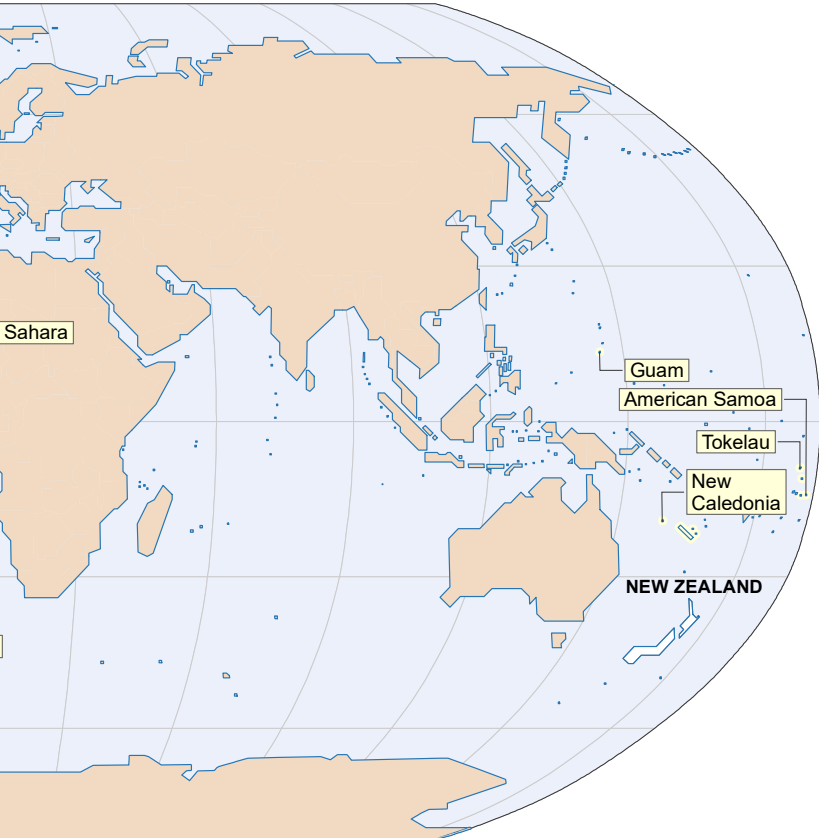 Sahara
Guam
American Samoa
Tokelau
New
Caledonia
NEW ZEALAND